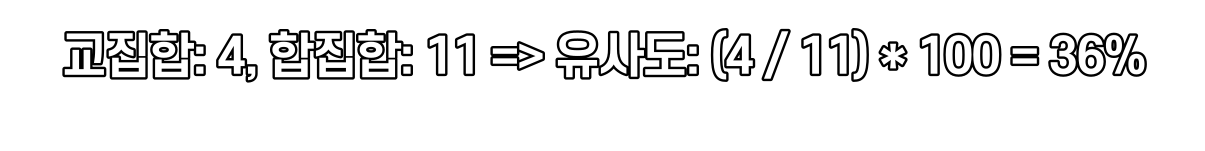 교집합: 4, 합집합: 11 => 유사도: (4 / 11) * 100 = 36%